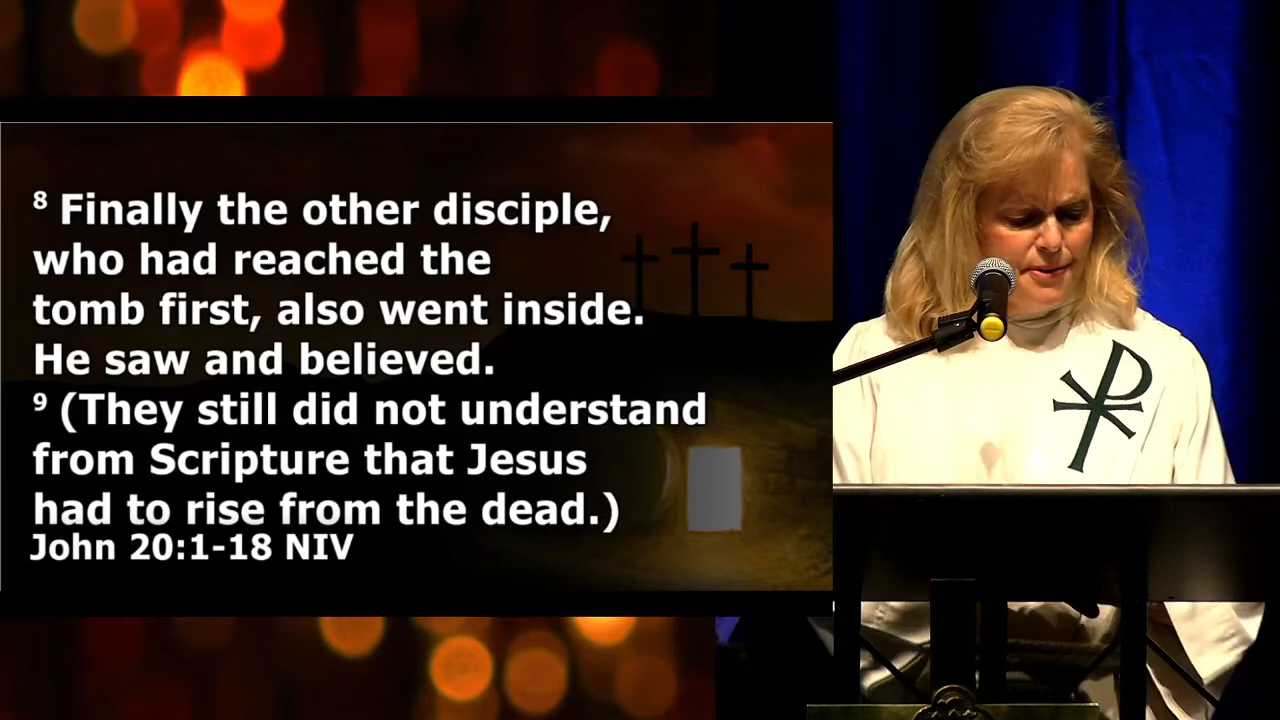 ⁸ Finally the other disciple,
who had reached the
tomb first, also went inside.
He saw and believed.
⁹ (They still did not understand
from Scripture that Jesus
had to rise from the dead.)
John 20:1-18 NIV